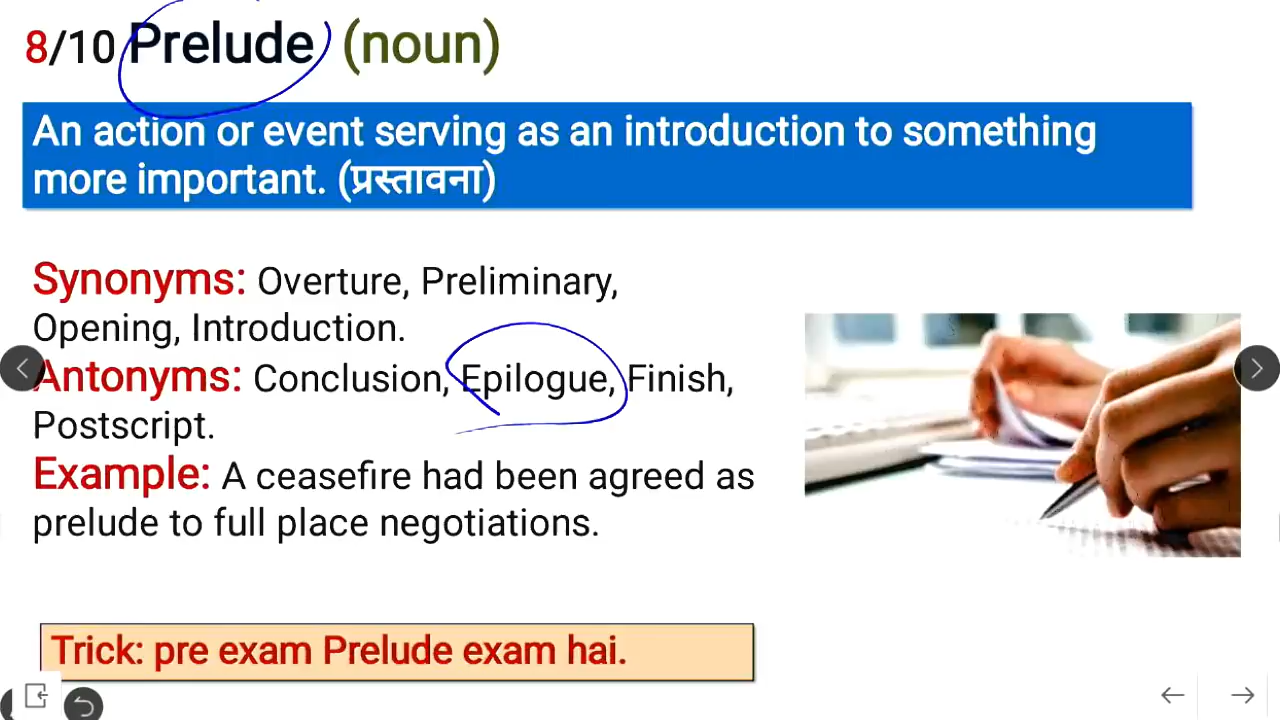 8/10 Prelude (noun)
An action or event serving as an introduction to something
more important. (प्रस्तावना)
Synonyms: Overture, Preliminary,
Opening, Introduction.
Antonyms: Conclusion, Epilogue, Finish,
Postscript.
Example: A ceasefire had been agreed as
prelude to full place negotiations.
Trick: pre exam Prelude exam hai.